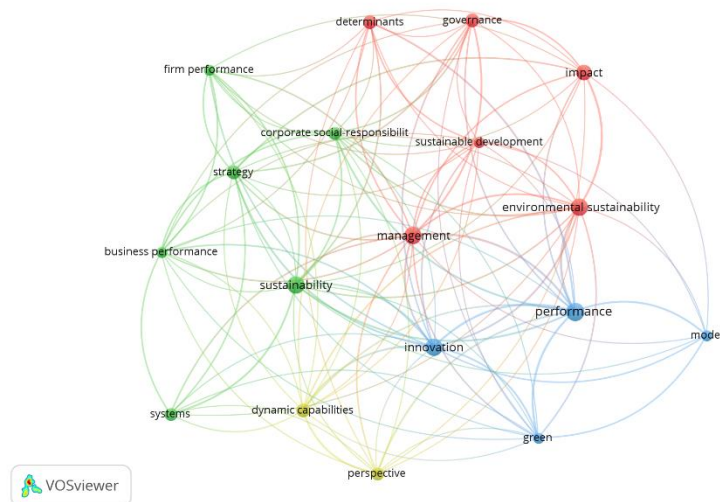 determinants
governance
firm performance
impact
corporate social-responsibilit
sustainable development
strategy
environmental sustainability
management
business performance
sustainability
performance
mode
innovation
systems
dynamic capabilities
green
perspective
VOSviewer